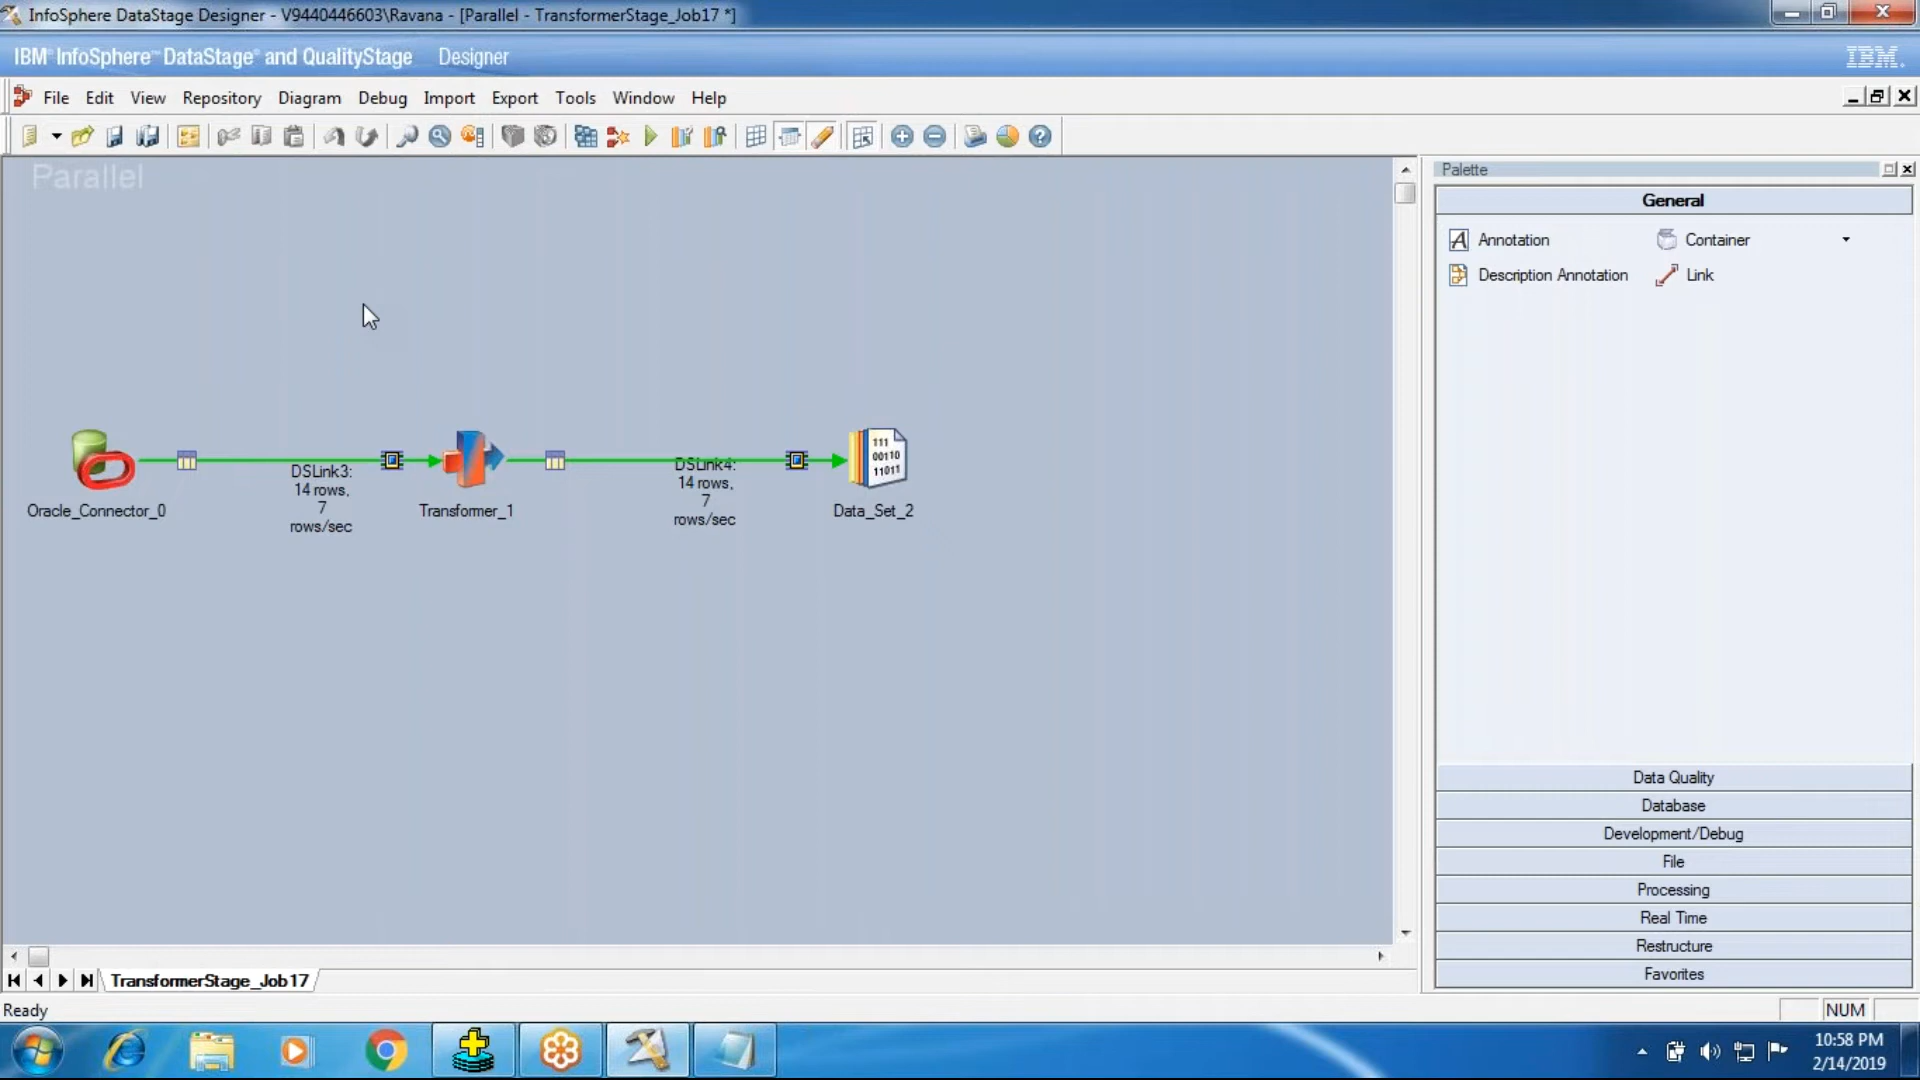 InfoSphere DataStage Designer - V9440446603\Ravana - [Parallel - TransformerStage_Job17 *]
IBM® InfoSphere™ DataStage® and QualityStage Designer
IBM.
File Edit View Repository Diagram Debug Import Export Tools Window Help
Parallel
Palette
General
Annotation
Container
Description Annotation
Link
DSLink3:
14 rows,
7
rows/sec
DSLink4:
14 rows,
7
rows/sec
111
00110
11011
Oracle_Connector_0
Transformer_1
Data_Set_2
Data Quality
Database
Development/Debug
File
Processing
Real Time
Restructure
Favorites
TransformerStage_Job17
Ready
NUM
10:58 PM
2/14/2019